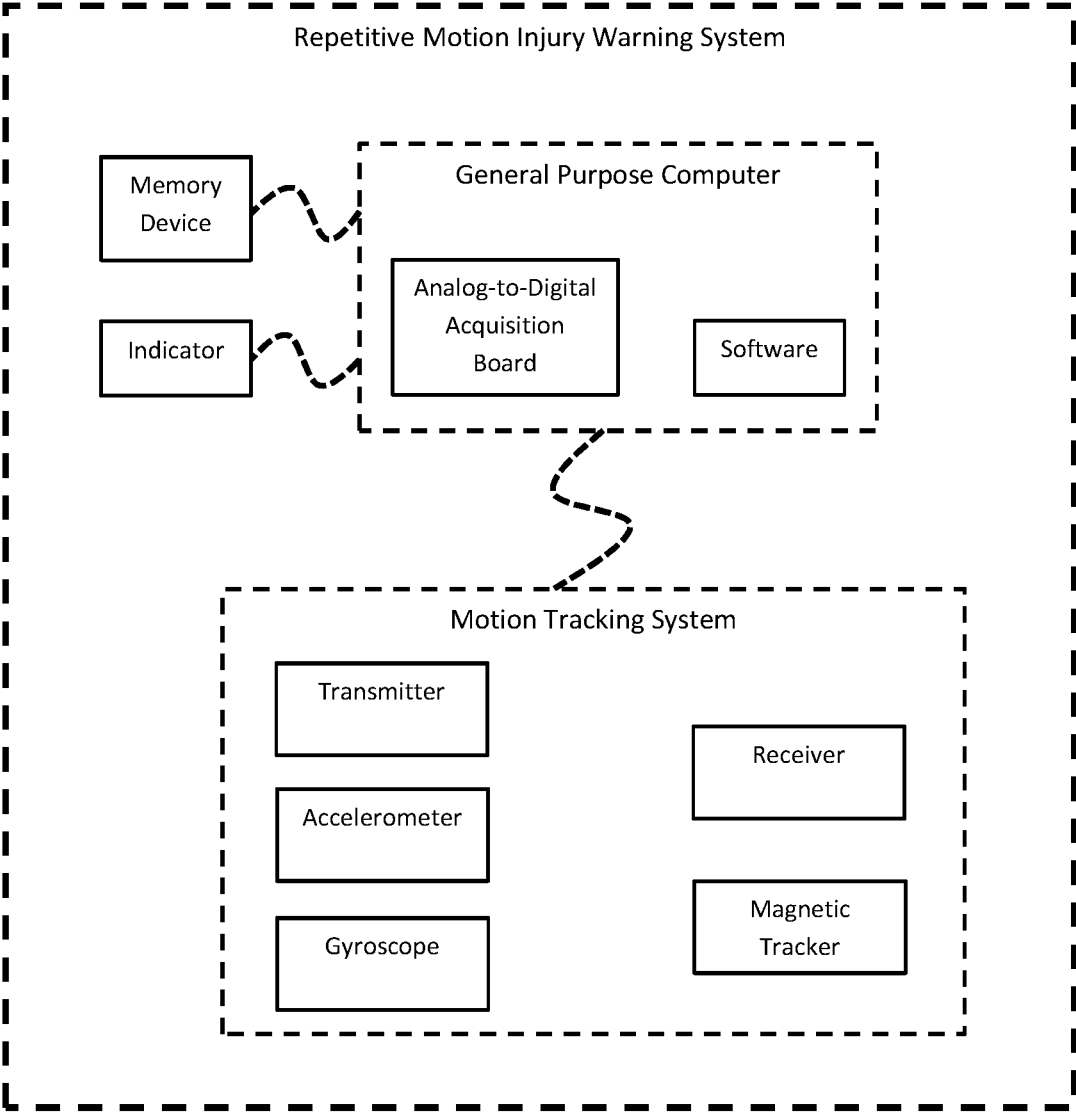 Repetitive Motion Injury Warning System
Memory
Device
General Purpose Computer
Analog-to-Digital
Acquisition
Board
Software
Indicator
Motion Tracking System
Transmitter
Receiver
Accelerometer
Magnetic
Tracker
Gyroscope